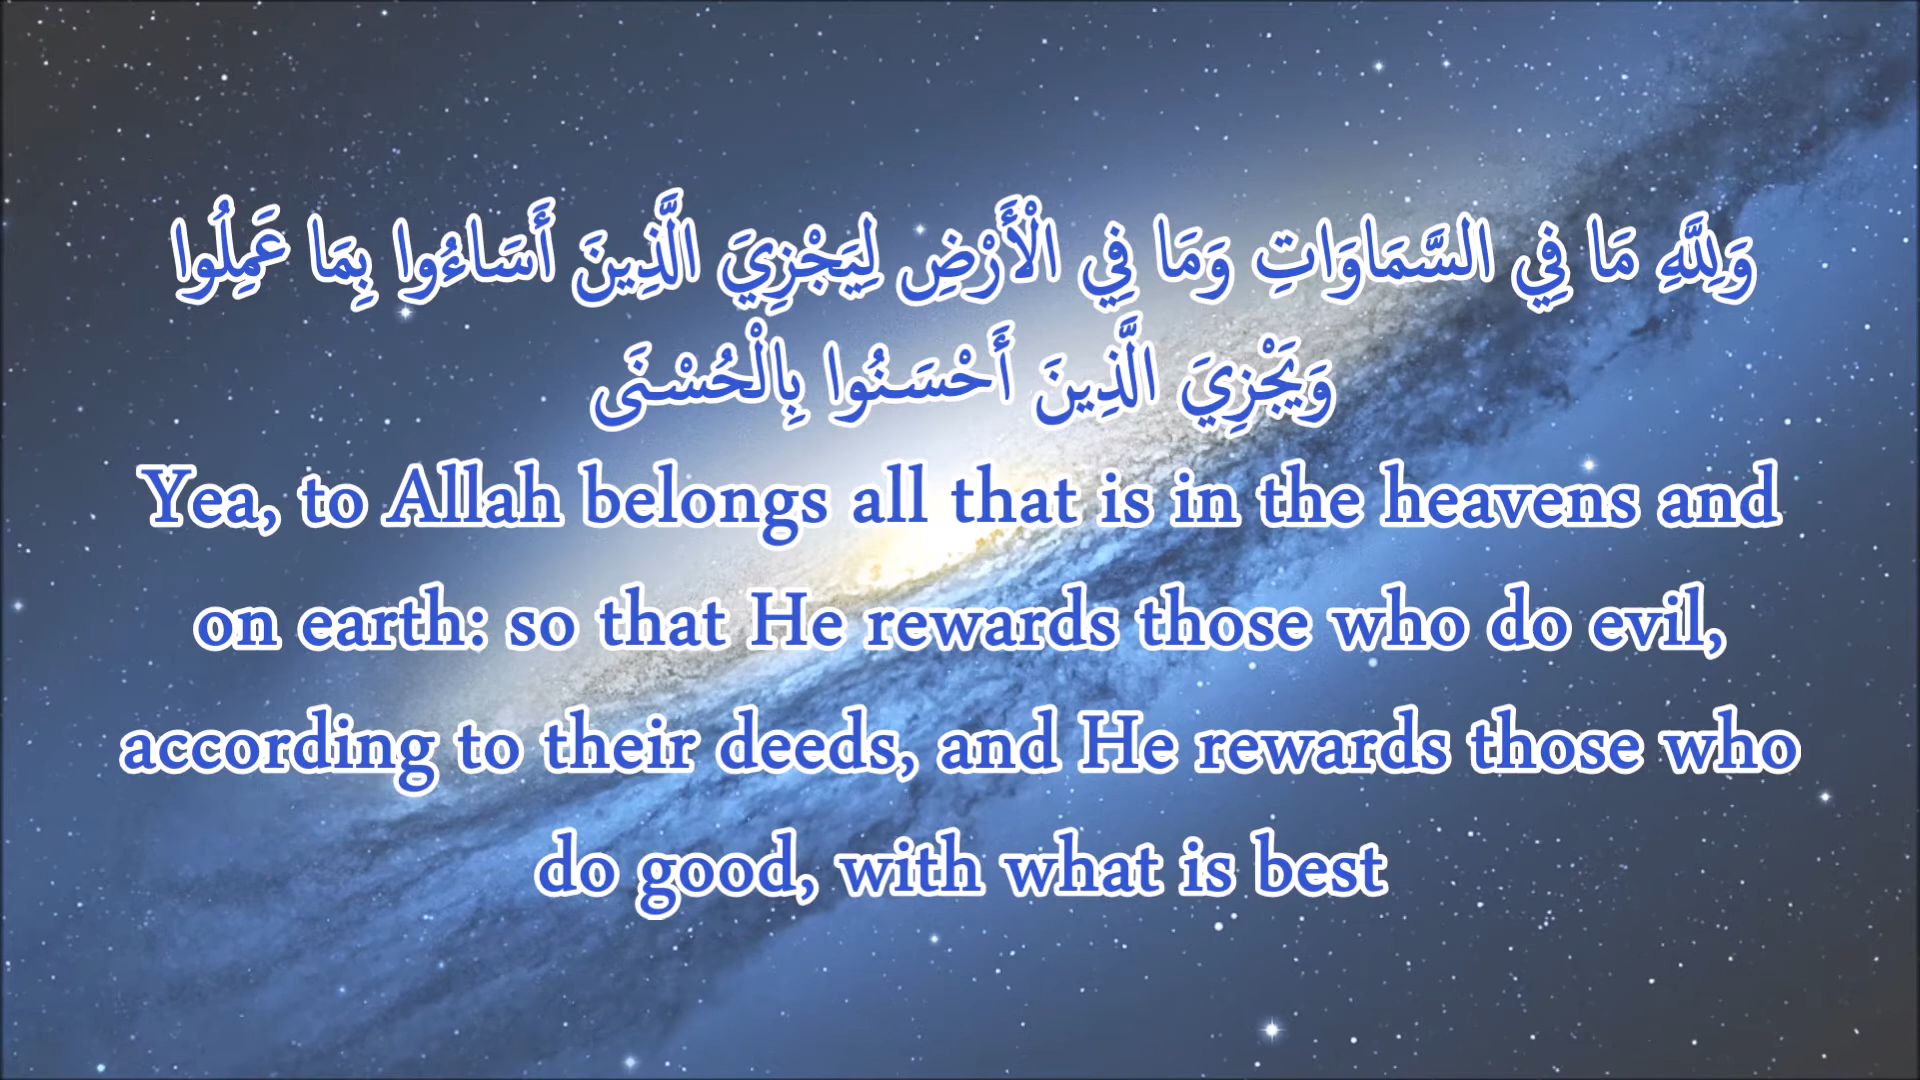 وَلِلَّهِ مَا فِي السَّمَاوَاتِ وَمَا فِي الْأَرْضِ لِيَجْزِيَ الَّذِينَ أَسَاءُوا بِمَا عَمِلُوا
وَيَجْزِيَ الَّذِينَ أَحْسَنُوا بِالْحُسْنَى
Yea, to Allah belongs all that is in the heavens and
on earth: so that He rewards those who do evil,
according to their deeds, and He rewards those who
do good, with what is best